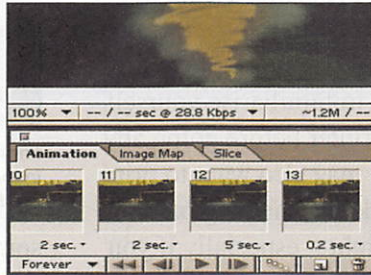 100% -- / -- sec @ 28.8 Kbps ~1.2M / --
Animation Image Map Slice
10 11 12 13
2 sec. 2 sec. 5 sec. 0.2 sec.
Forever